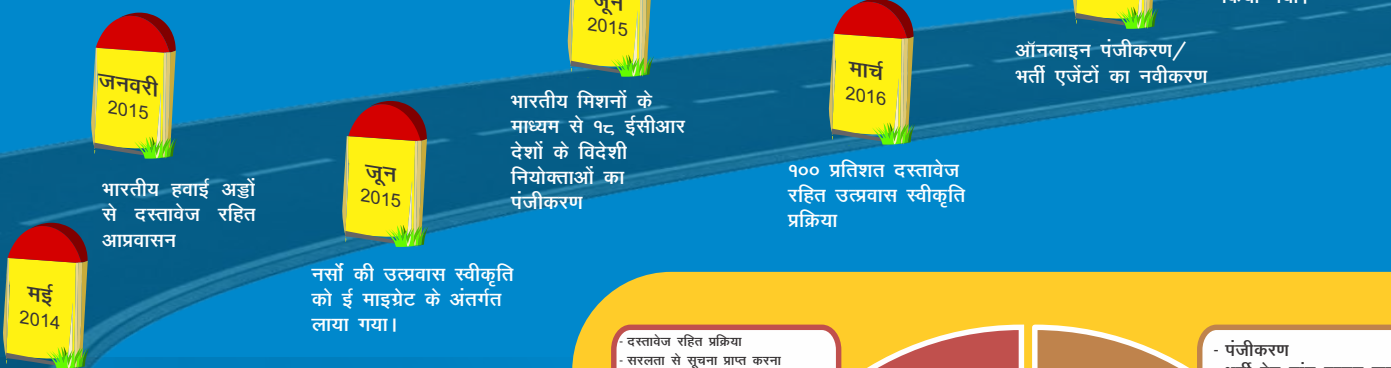 मई
2014
जनवरी
2015
भारतीय हवाई अड्डों
से दस्तावेज रहित
आप्रवासन
जून
2015
नर्सो की उत्प्रवास स्वीकृति
को ई माइग्रेट के अंतर्गत
लाया गया।
जून
2015
भारतीय मिशनों के
माध्यम से १८ ईसीआर
देशों के विदेशी
नियोक्ताओं का
पंजीकरण
मार्च
2016
१०० प्रतिशत दस्तावेज
रहित उत्प्रवास स्वीकृति
प्रक्रिया
ऑनलाइन पंजीकरण/
भर्ती एजेंटों का नवीकरण
- दस्तावेज रहित प्रक्रिया
- सरलता से सूचना प्राप्त करना
- पंजीकरण